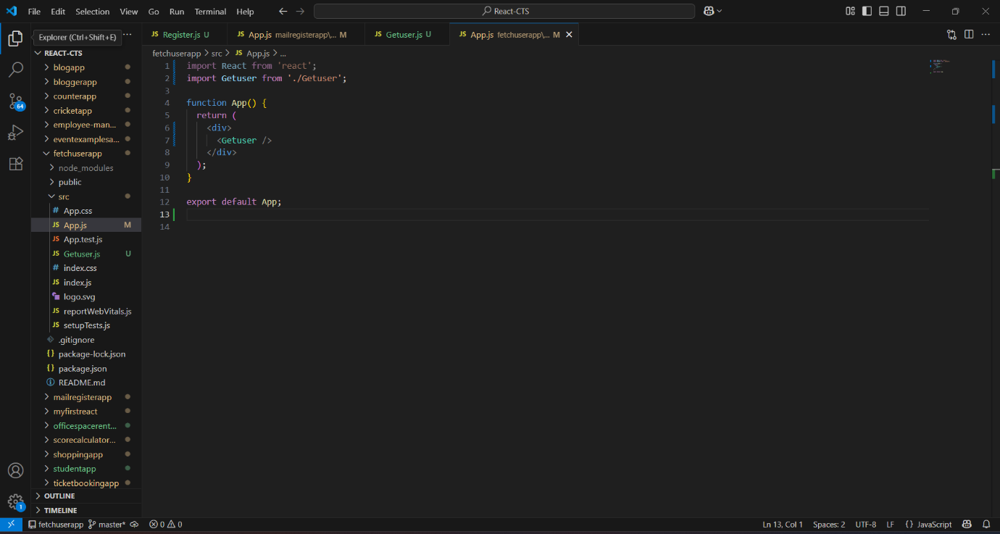 File Edit Selection View Go Run Terminal Help React-CTS
Explorer (Ctrl+Shift+E) ...
Register.js U App.js mailregisterapp\... M Getuser.js U App.js fetchuserapp\... M
fetchuserapp > src > JS App.js > ...
REACT-CTS
blogapp
bloggerapp
counterapp
cricketapp
employee-man...
eventexamplesa...
fetchuserapp
node_modules
public
src
App.css
App.js M
App.test.js
Getuser.js U
index.css
index.js
logo.svg
reportWebVitals.js
setupTests.js
.gitignore
package-lock.json
package.json
README.md
mailregisterapp
myfirstreact
officespacerent...
scorecalculator...
shoppingapp
studentapp
ticketbookingapp
OUTLINE
TIMELINE
64
1
1 import React from 'react';
2 import Getuser from './Getuser';
3
4 function App() {
5 return (
6 <div>
7 <Getuser />
8 </div>
9 );
10 }
11
12 export default App;
13
14
fetchuserapp master* 0 0 Ln 13, Col 1 Spaces: 2 UTF-8 LF {} JavaScript